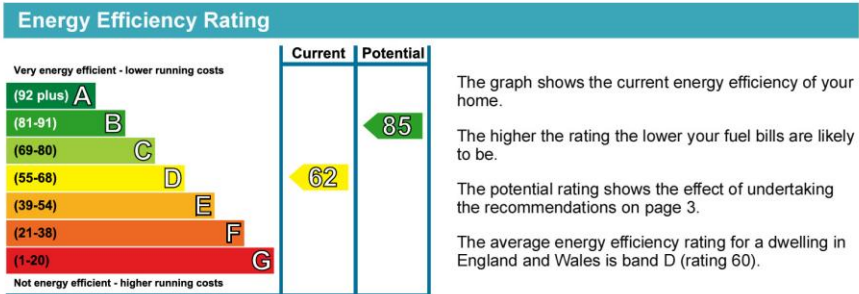 Energy Efficiency Rating
Current Potential
Very energy efficient - lower running costs
(92 plus) A
(81-91) B
85
(69-80) C
(55-68) D
62
(39-54) E
(21-38) F
(1-20) G
Not energy efficient - higher running costs
The graph shows the current energy efficiency of your
home.
The higher the rating the lower your fuel bills are likely
to be.
The potential rating shows the effect of undertaking
the recommendations on page 3.
The average energy efficiency rating for a dwelling in
England and Wales is band D (rating 60).